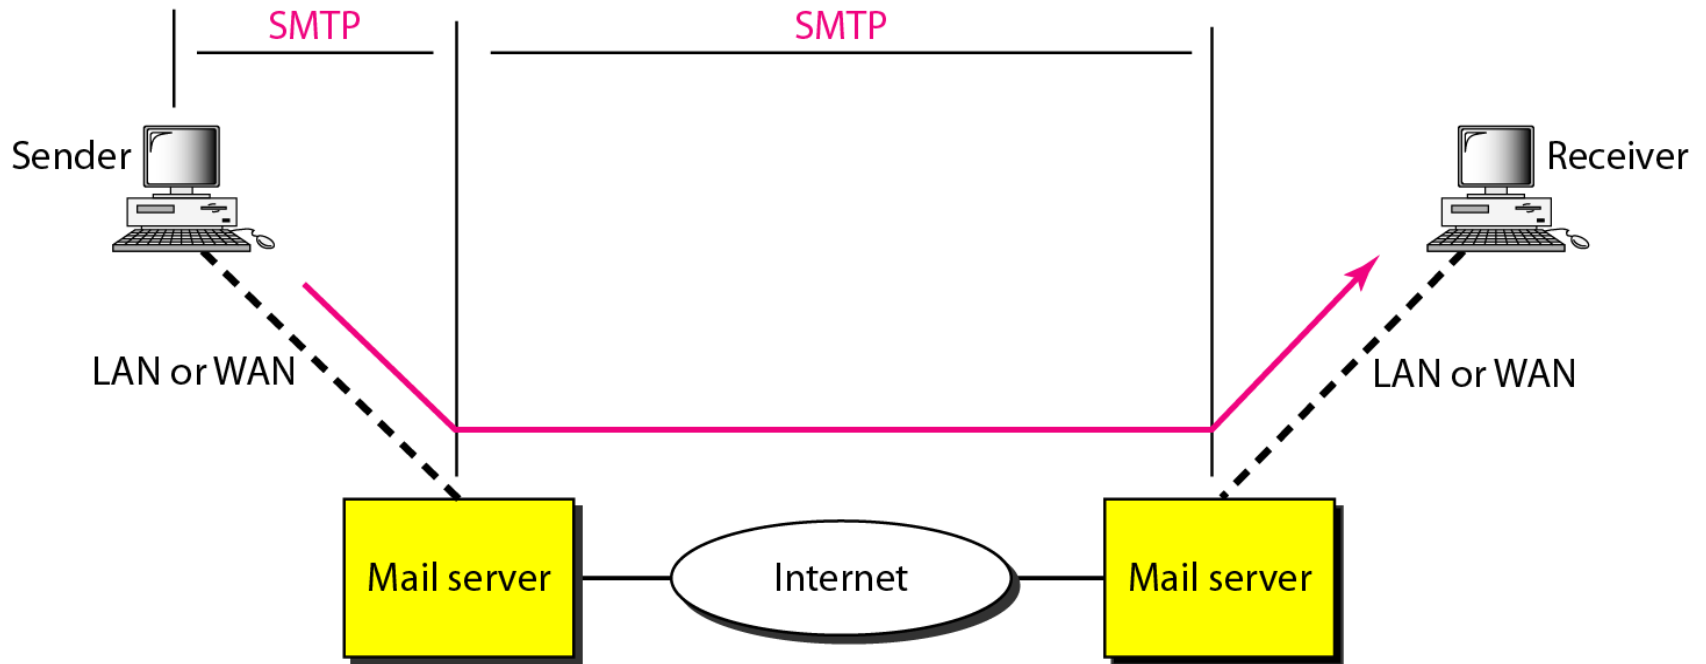 SMTP
SMTP
Sender
Receiver
LAN or WAN
LAN or WAN
Mail server
Internet
Mail server